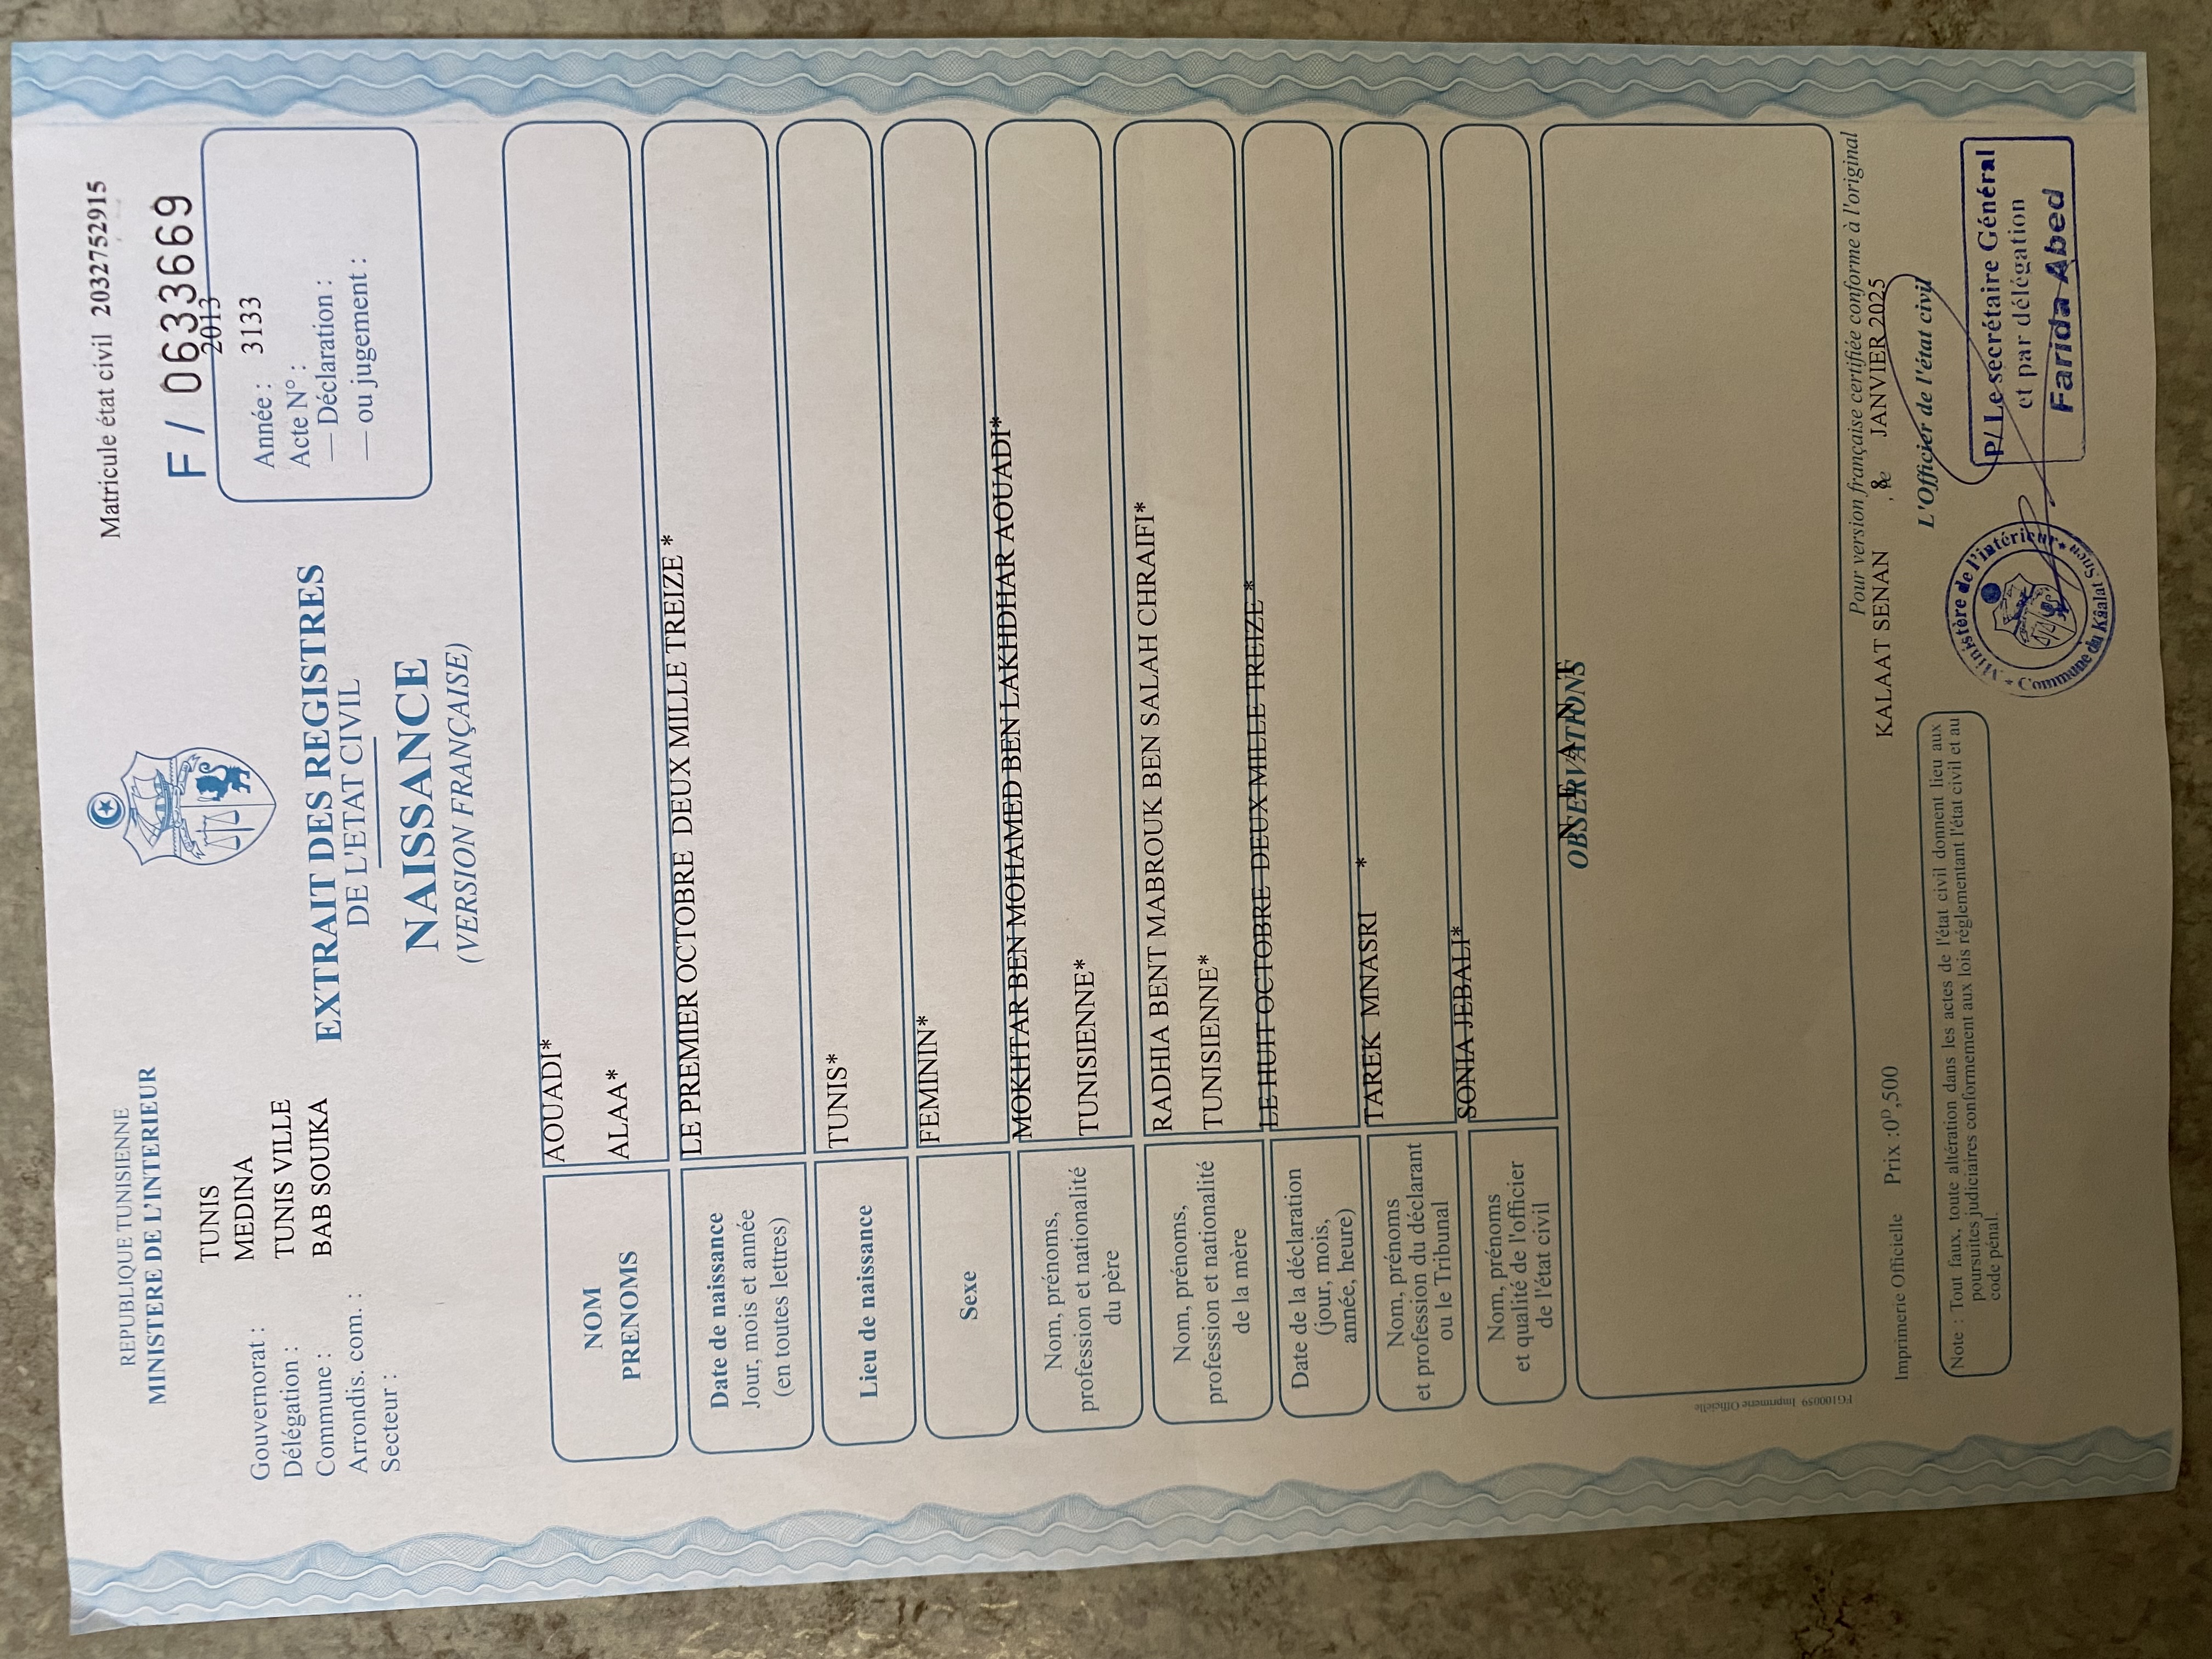 REPUBLIQUE TUNISIENNE
MINISTERE DE L'INTERIEUR
Matricule état civil 20327552915
F / 0633669
Gouvernorat : TUNIS
Délégation : MEDINA
Commune : TUNIS VILLE
Arrondis. com. : BAB SOUIKA
Secteur :
Année : 2013
Acte N° : 3133
— Déclaration :
— ou jugement :
EXTRAIT DES REGISTRES
DE L'ETAT CIVIL
NAISSANCE
(VERSION FRANÇAISE)
NOM AOUADI*
PRENOMS ALAA*
Date de naissance
Jour, mois et année
(en toutes lettres)
LE PREMIER OCTOBRE DEUX MILLE TREIZE *
Lieu de naissance
TUNIS*
Sexe
FEMININ*
Nom, prénoms,
profession et nationalité
du père
MOKHTAR BEN MOHAMED BEN LAKHDHAR AOUADI*
TUNISIENNE*
Nom, prénoms,
profession et nationalité
de la mère
RADHIA BENT MABROUK BEN SALAH CHRAIFI*
TUNISIENNE*
Date de la déclaration
(jour, mois,
année, heure)
LE HUIT OCTOBRE DEUX MILLE TREIZE *
Nom, prénoms
et profession du déclarant
ou le Tribunal
TAREK MNASRI *
Nom, prénoms
et qualité de l'officier
de l'état civil
SONIA JEBALI*
OBSERVATIONS
N E A N T
FG100059 Imprimerie Officielle
Pour version française certifiée conforme à l'original
KALAAT SENAN , le 8 JANVIER 2025
L'Officier de l'état civil
Imprimerie Officielle Prix :0ᴰ,500
Note : Tout faux, toute altération dans les actes de l'état civil donnent lieu aux
poursuites judiciaires conformement aux lois réglementant l'état civil et au
code pénal.
P/ Le secrétaire Général
et par délégation
Farida Abed
Ministère de l'intérieur
Commune du Kâalat Snan